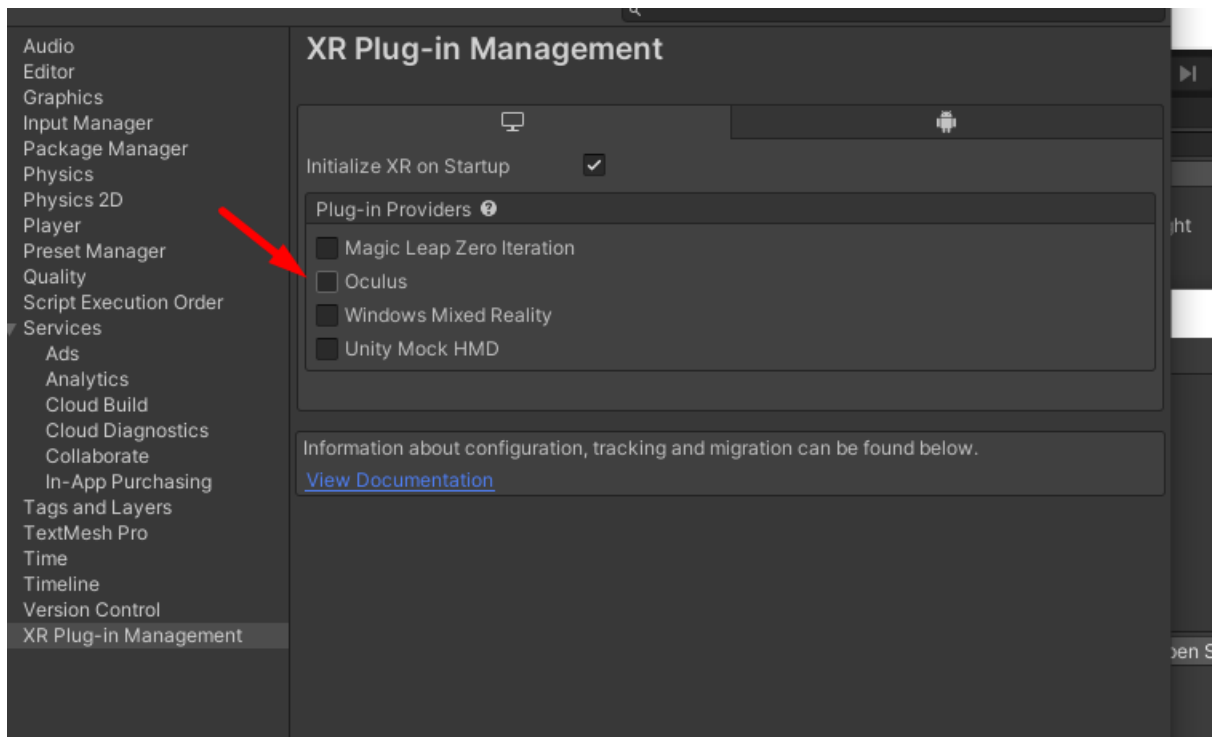 XR Plug-in Management
Audio
Editor
Graphics
Input Manager
Package Manager
Physics
Physics 2D
Player
Preset Manager
Quality
Script Execution Order
Services
Ads
Analytics
Cloud Build
Cloud Diagnostics
Collaborate
In-App Purchasing
Tags and Layers
TextMesh Pro
Time
Timeline
Version Control
XR Plug-in Management
Initialize XR on Startup
Plug-in Providers
Magic Leap Zero Iteration
Oculus
Windows Mixed Reality
Unity Mock HMD
Information about configuration, tracking and migration can be found below.
View Documentation